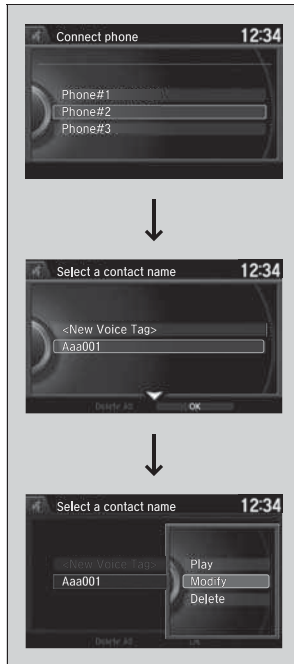 Connect phone 12:34
Phone#1
Phone#2
Phone#3
Select a contact name 12:34
<New Voice Tag>
Aaa001
Delete All OK
Select a contact name 12:34
<New Voice Tag> Play
Aaa001 Modify
Delete
Delete All OK